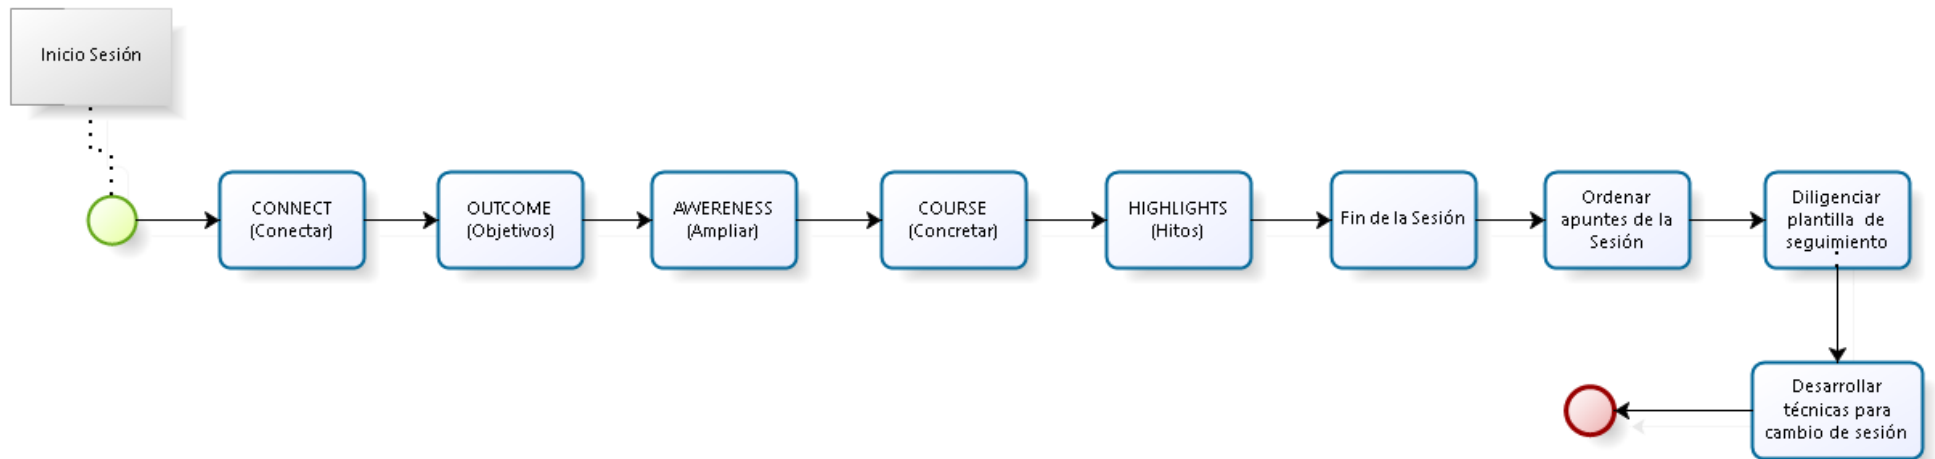 Inicio Sesión
CONNECT
(Conectar)
OUTCOME
(Objetivos)
AWERENESS
(Ampliar)
COURSE
(Concretar)
HIGHLIGHTS
(Hitos)
Fin de la Sesión
Ordenar
apuntes de la
Sesión
Diligenciar
plantilla de
seguimiento
Desarrollar
técnicas para
cambio de sesión